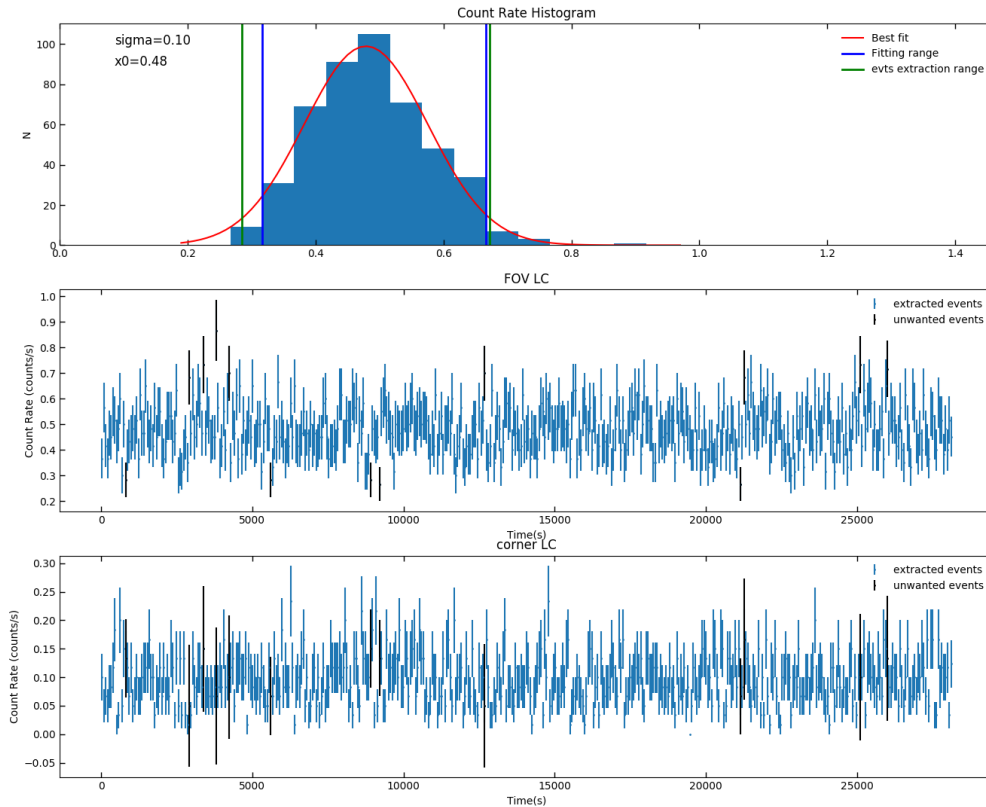 Count Rate Histogram
sigma=0.10
x0=0.48
Best fit
Fitting range
evts extraction range
N
100
80
60
40
20
0
0.0 0.2 0.4 0.6 0.8 1.0 1.2 1.4
FOV LC
extracted events
unwanted events
Count Rate (counts/s)
1.0
0.9
0.8
0.7
0.6
0.5
0.4
0.3
0.2
0 5000 10000 15000 20000 25000
Time(s)
corner LC
extracted events
unwanted events
Count Rate (counts/s)
0.30
0.25
0.20
0.15
0.10
0.05
0.00
−0.05
0 5000 10000 15000 20000 25000
Time(s)